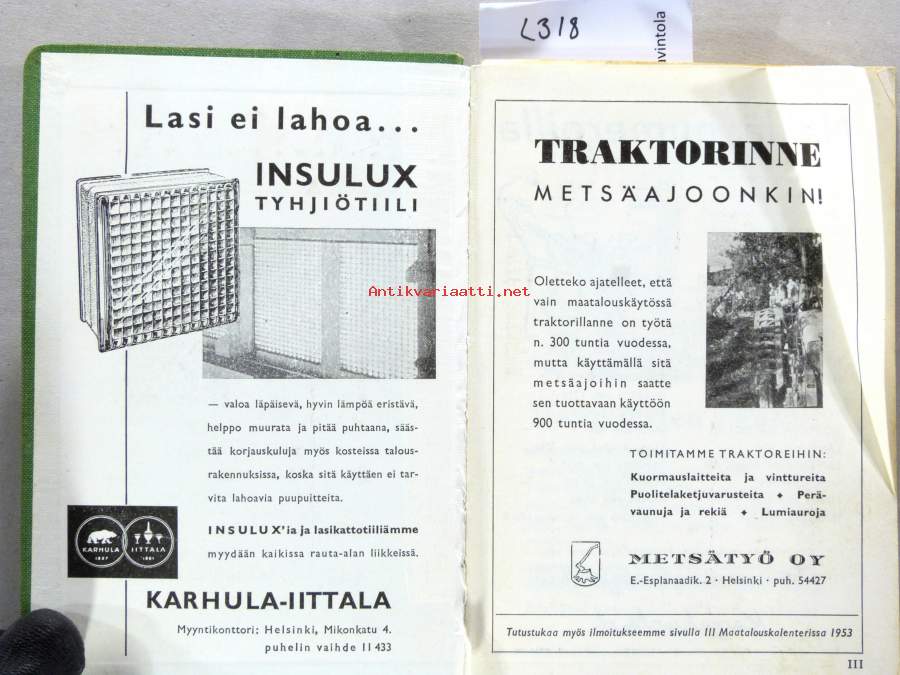 L318
vintola
Lasi ei lahoa...
INSULUX
TYHJIÖTIILI
Antikvariaatti.net
— valoa läpäisevä, hyvin lämpöä eristävä,
helppo muurata ja pitää puhtaana, sääs-
tää korjauskuluja myös kosteissa talous-
rakennuksissa, koska sitä käyttäen ei tar-
vita lahoavia puupuitteita.
INSULUX'ia ja lasikattotiiliämme
myydään kaikissa rauta-alan liikkeissä.
KARHULA
IITTALA
KARHULA-IITTALA
Myyntikonttori: Helsinki, Mikonkatu 4.
puhelin vaihde 11 433
TRAKTORINNE
METSÄAJOONKIN!
Oletteko ajatelleet, että
vain maatalouskäytössä
traktorillanne on työtä
n. 300 tuntia vuodessa,
mutta käyttämällä sitä
metsäajoihin saatte
sen tuottavaan käyttöön
900 tuntia vuodessa.
TOIMITAMME TRAKTOREIHIN:
Kuormauslaitteita ja vinttureita
Puolitelaketjuvarusteita + Perä-
vaunuja ja rekiä + Lumiauroja
METSÄTYÖ OY
E.-Esplanaadik. 2 · Helsinki · puh. 54427
Tutustukaa myös ilmoitukseemme sivulla III Maatalouskalenterissa 1953
III